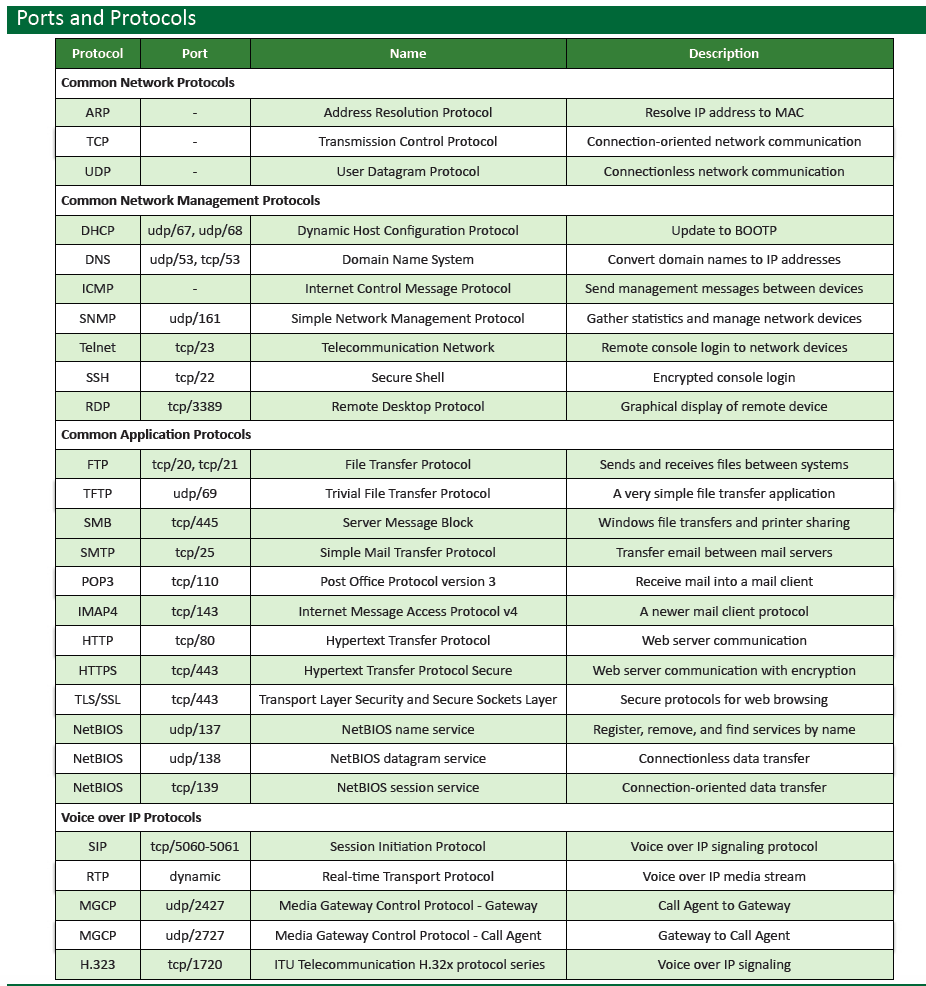 Ports and Protocols
Protocol Port Name Description
Common Network Protocols
ARP - Address Resolution Protocol Resolve IP address to MAC
TCP - Transmission Control Protocol Connection-oriented network communication
UDP - User Datagram Protocol Connectionless network communication
Common Network Management Protocols
DHCP udp/67, udp/68 Dynamic Host Configuration Protocol Update to BOOTP
DNS udp/53, tcp/53 Domain Name System Convert domain names to IP addresses
ICMP - Internet Control Message Protocol Send management messages between devices
SNMP udp/161 Simple Network Management Protocol Gather statistics and manage network devices
Telnet tcp/23 Telecommunication Network Remote console login to network devices
SSH tcp/22 Secure Shell Encrypted console login
RDP tcp/3389 Remote Desktop Protocol Graphical display of remote device
Common Application Protocols
FTP tcp/20, tcp/21 File Transfer Protocol Sends and receives files between systems
TFTP udp/69 Trivial File Transfer Protocol A very simple file transfer application
SMB tcp/445 Server Message Block Windows file transfers and printer sharing
SMTP tcp/25 Simple Mail Transfer Protocol Transfer email between mail servers
POP3 tcp/110 Post Office Protocol version 3 Receive mail into a mail client
IMAP4 tcp/143 Internet Message Access Protocol v4 A newer mail client protocol
HTTP tcp/80 Hypertext Transfer Protocol Web server communication
HTTPS tcp/443 Hypertext Transfer Protocol Secure Web server communication with encryption
TLS/SSL tcp/443 Transport Layer Security and Secure Sockets Layer Secure protocols for web browsing
NetBIOS udp/137 NetBIOS name service Register, remove, and find services by name
NetBIOS udp/138 NetBIOS datagram service Connectionless data transfer
NetBIOS tcp/139 NetBIOS session service Connection-oriented data transfer
Voice over IP Protocols
SIP tcp/5060-5061 Session Initiation Protocol Voice over IP signaling protocol
RTP dynamic Real-time Transport Protocol Voice over IP media stream
MGCP udp/2427 Media Gateway Control Protocol - Gateway Call Agent to Gateway
MGCP udp/2727 Media Gateway Control Protocol - Call Agent Gateway to Call Agent
H.323 tcp/1720 ITU Telecommunication H.32x protocol series Voice over IP signaling